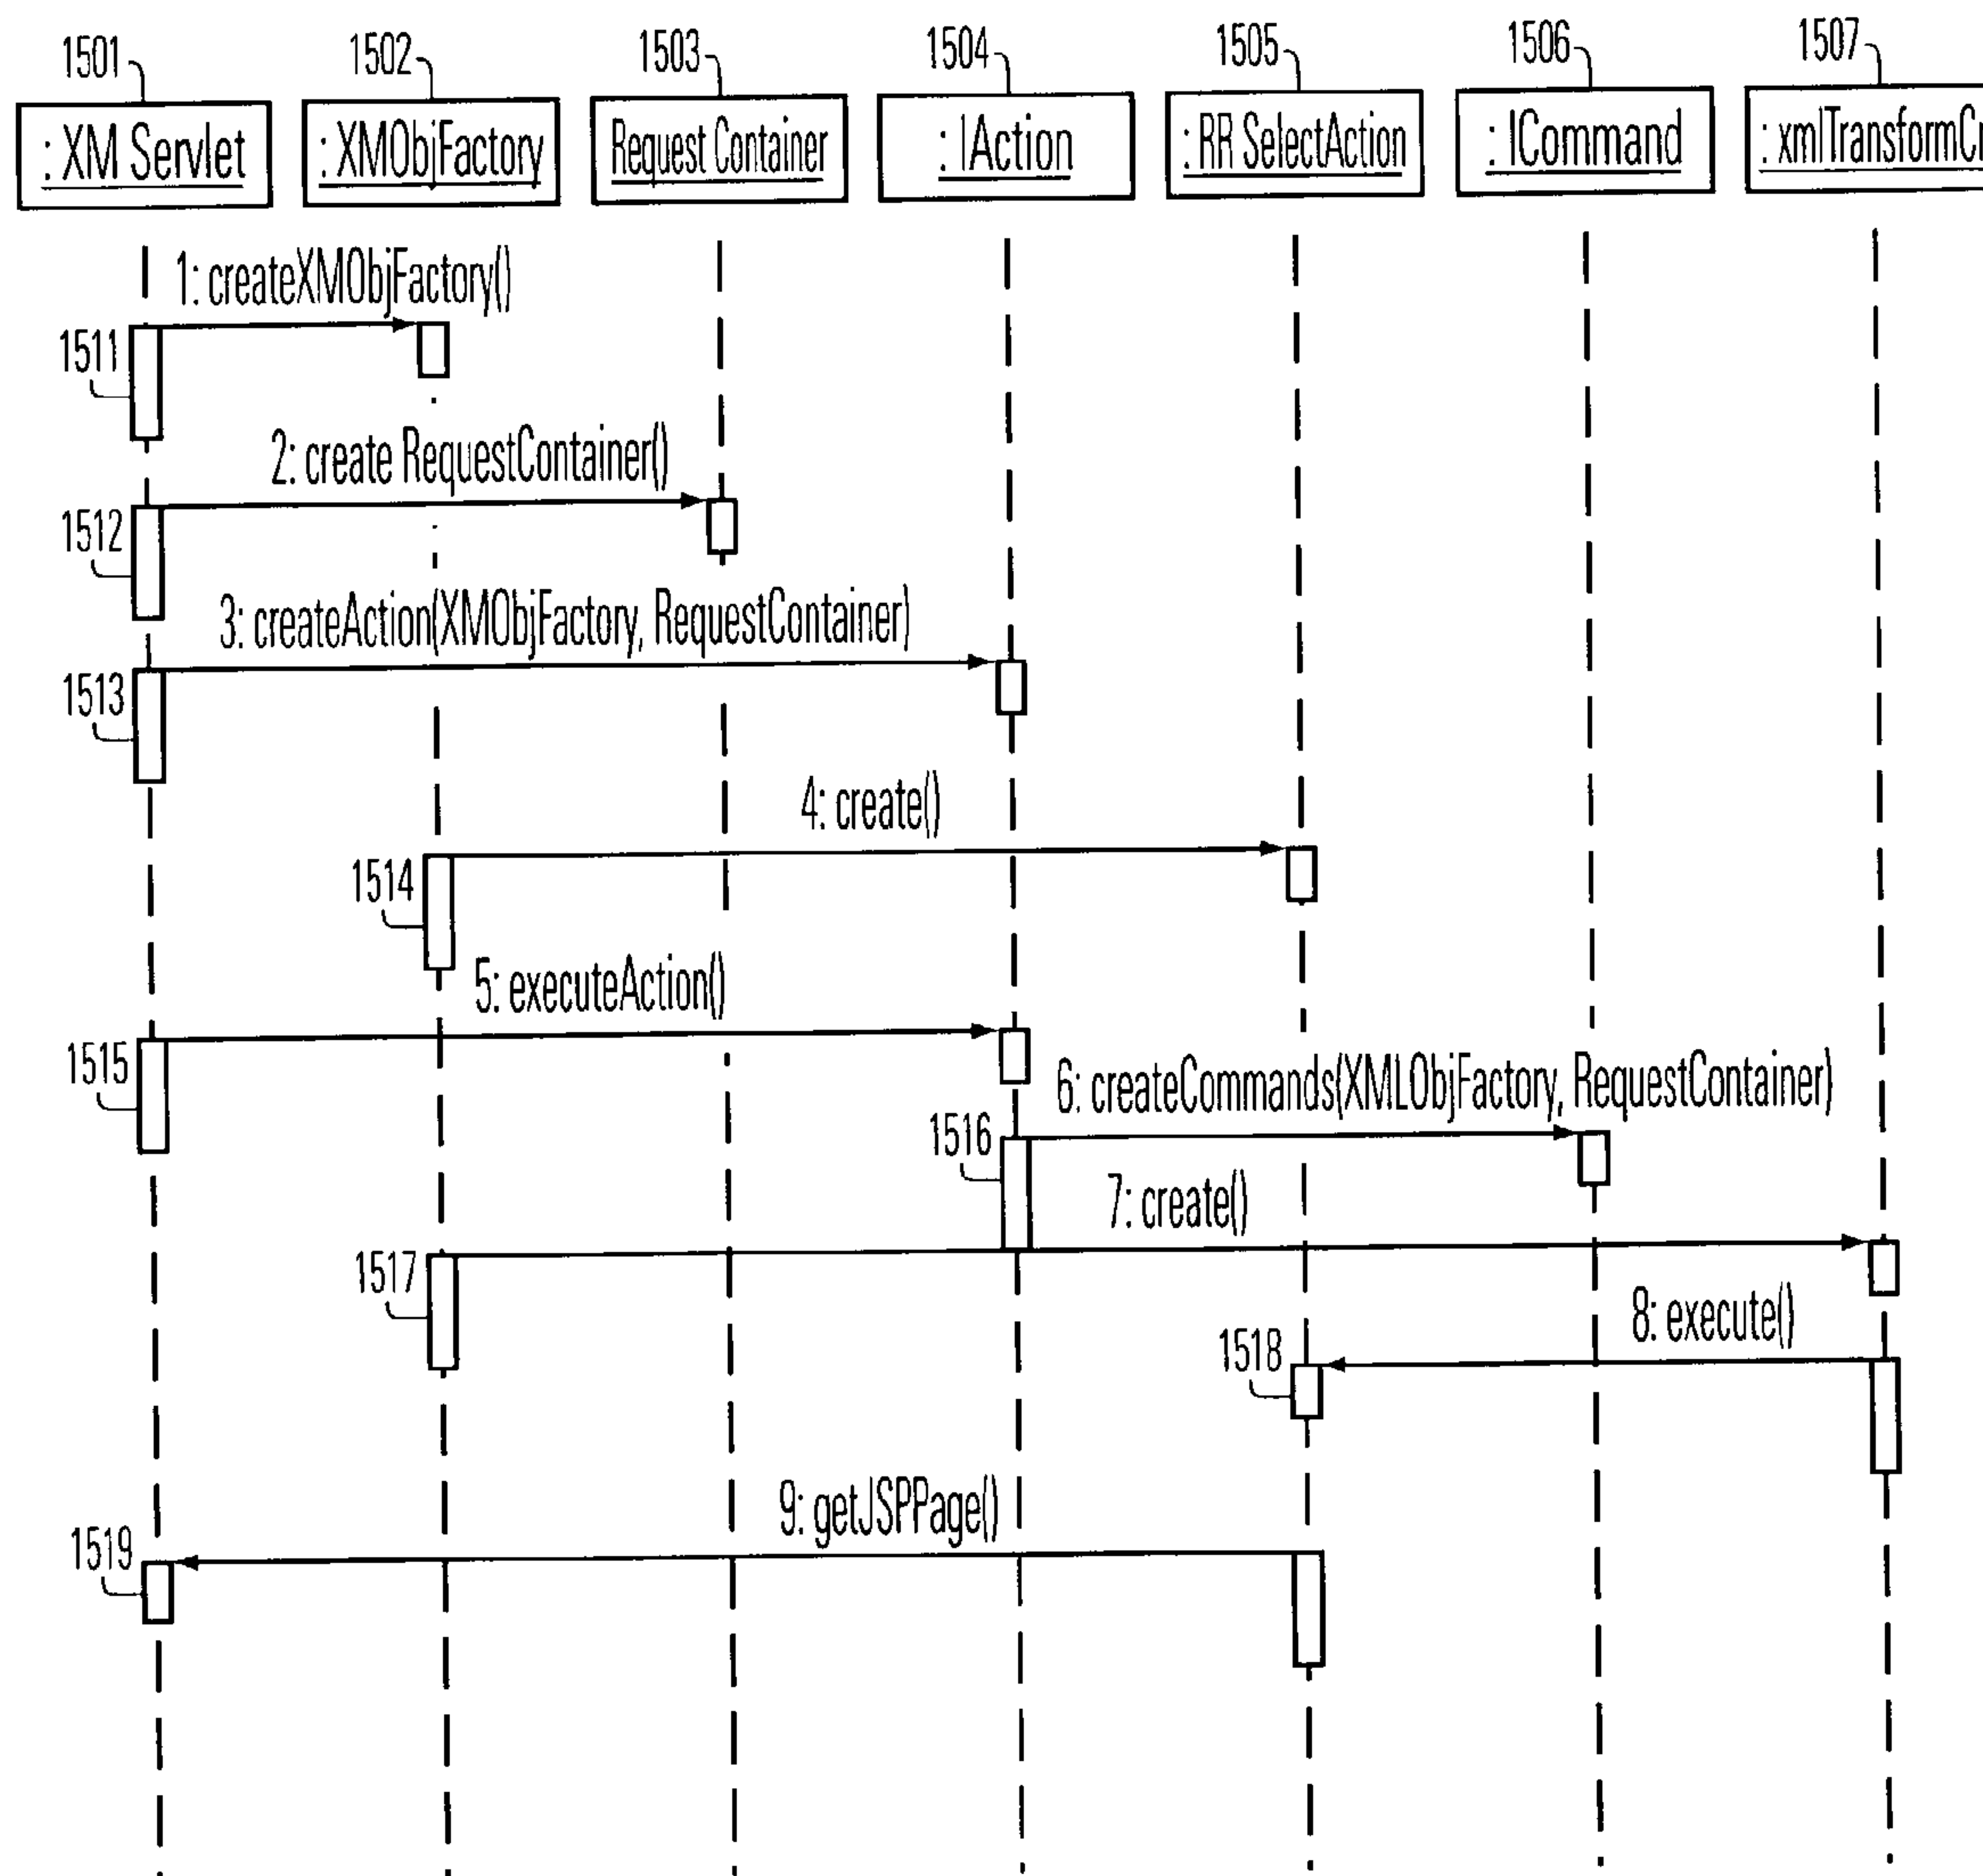 1501 1502 1503 1504 1505 1506 1507
: XM Servlet : XMObjFactory Request Container : IAction : RR SelectAction : ICommand
1: createXMObjFactory()
1511
2: create RequestContainer()
1512
3: createAction(XMObjFactory, RequestContainer)
1513
4: create()
1514
5: executeAction()
1515
6: createCommands(XMLObjFactory, RequestContainer)
1516
7: create()
1517
8: execute()
1518
9: getJSPPage()
1519